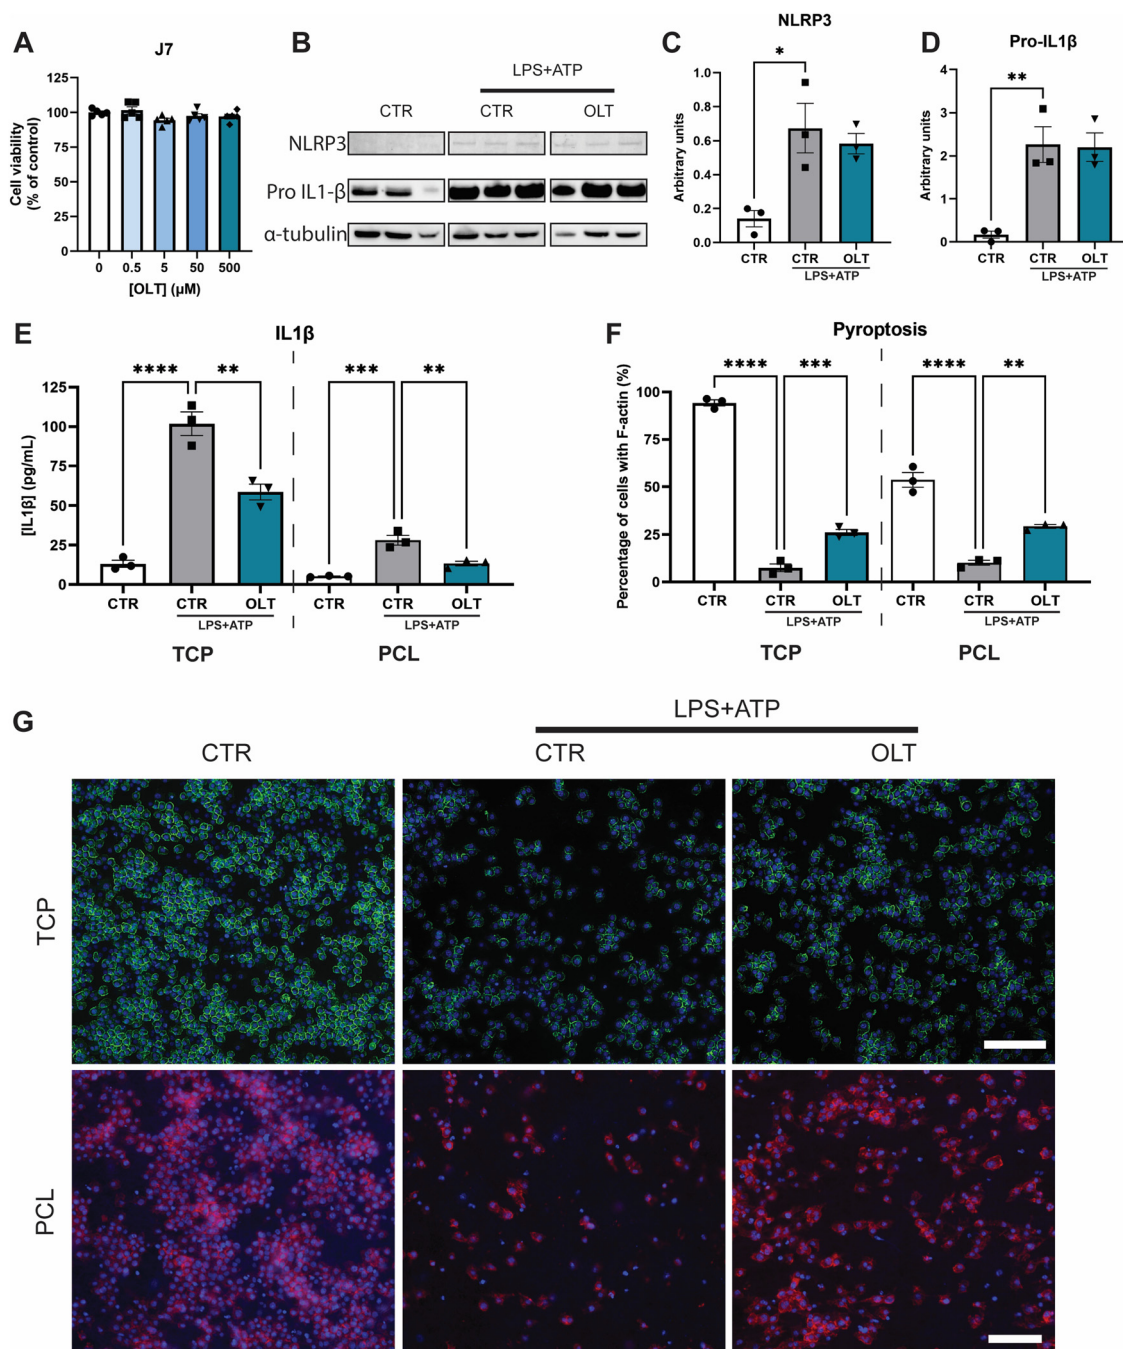 A
J7
Cell viability
(% of control)
125
100
75
50
25
0
0 0.5 5 50 500
[OLT] (μM)
B
LPS+ATP
CTR CTR OLT
NLRP3
Pro IL1-β
α-tubulin
C
NLRP3
*
Arbitrary units
1.0
0.8
0.6
0.4
0.2
0.0
CTR CTR OLT
LPS+ATP
D
Pro-IL1β
**
Arbitrary units
4
2
0
CTR CTR OLT
LPS+ATP
E
IL1β
**** ** *** **
[IL1β] (pg/mL)
125
100
75
50
25
0
CTR CTR OLT CTR CTR OLT
LPS+ATP LPS+ATP
TCP PCL
F
Pyroptosis
**** *** **** **
Percentage of cells with F-actin (%)
100
75
50
25
0
CTR CTR OLT CTR CTR OLT
LPS+ATP LPS+ATP
TCP PCL
G
LPS+ATP
CTR CTR OLT
TCP
PCL